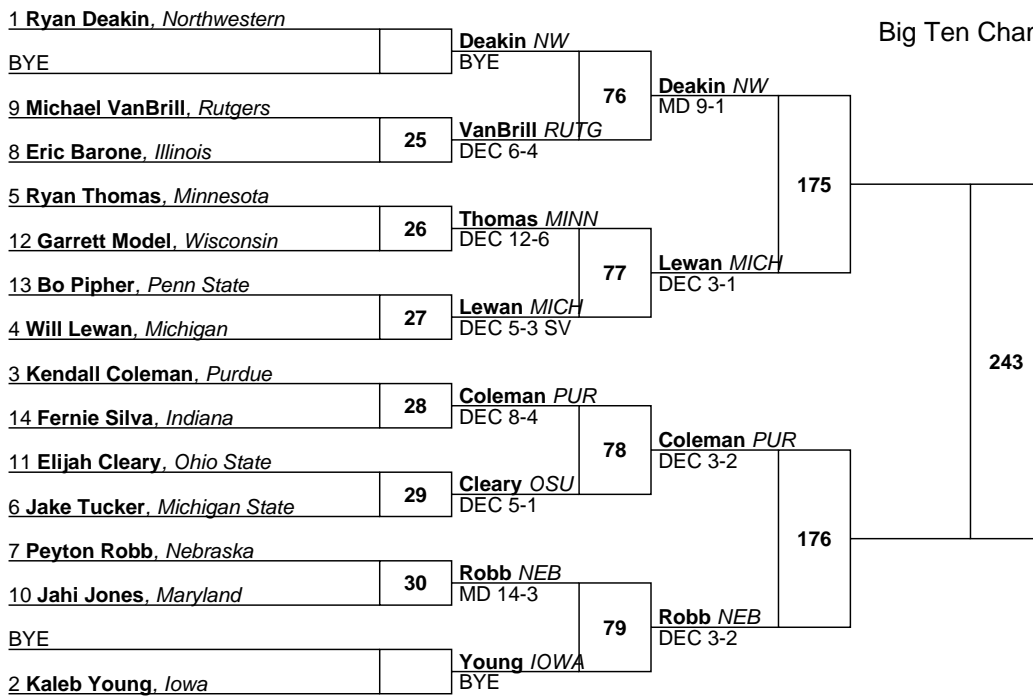 1 Ryan Deakin, Northwestern
BYE
9 Michael VanBrill, Rutgers
8 Eric Barone, Illinois
5 Ryan Thomas, Minnesota
12 Garrett Model, Wisconsin
13 Bo Pipher, Penn State
4 Will Lewan, Michigan
3 Kendall Coleman, Purdue
14 Fernie Silva, Indiana
11 Elijah Cleary, Ohio State
6 Jake Tucker, Michigan State
7 Peyton Robb, Nebraska
10 Jahi Jones, Maryland
BYE
2 Kaleb Young, Iowa
25
26
27
28
29
30
Deakin NW
BYE
VanBrill RUTG
DEC 6-4
Thomas MINN
DEC 12-6
Lewan MICH
DEC 5-3 SV
Coleman PUR
DEC 8-4
Cleary OSU
DEC 5-1
Robb NEB
MD 14-3
Young IOWA
BYE
76
77
78
79
Deakin NW
MD 9-1
Lewan MICH
DEC 3-1
Coleman PUR
DEC 3-2
Robb NEB
DEC 3-2
175
176
243
Big Ten Char